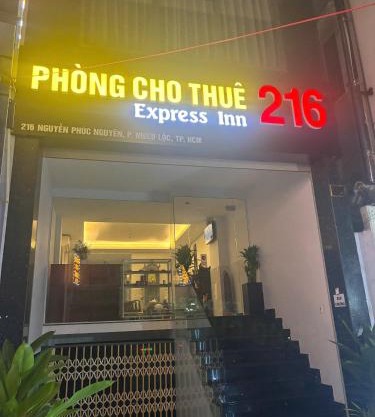 PHÒNG CHO THUÊ 216
Express Inn
216 NGUYỄN PHÚC NGUYÊN, P. NHIÊU LỘC, TP. HCM